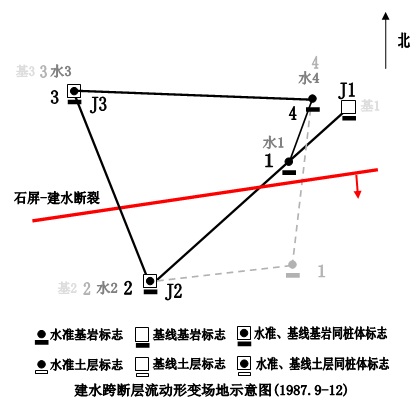 北
4
水4
基3 3 水3
J1
3
J3
4
基1
水1
1
石屏-建水断裂
基2 2 水2 2
J2
1
水准基岩标志 基线基岩标志 水准、基线基岩同桩体标志
水准土层标志 基线土层标志 水准、基线土层同桩体标志
建水跨断层流动形变场地示意图(1987.9-12)